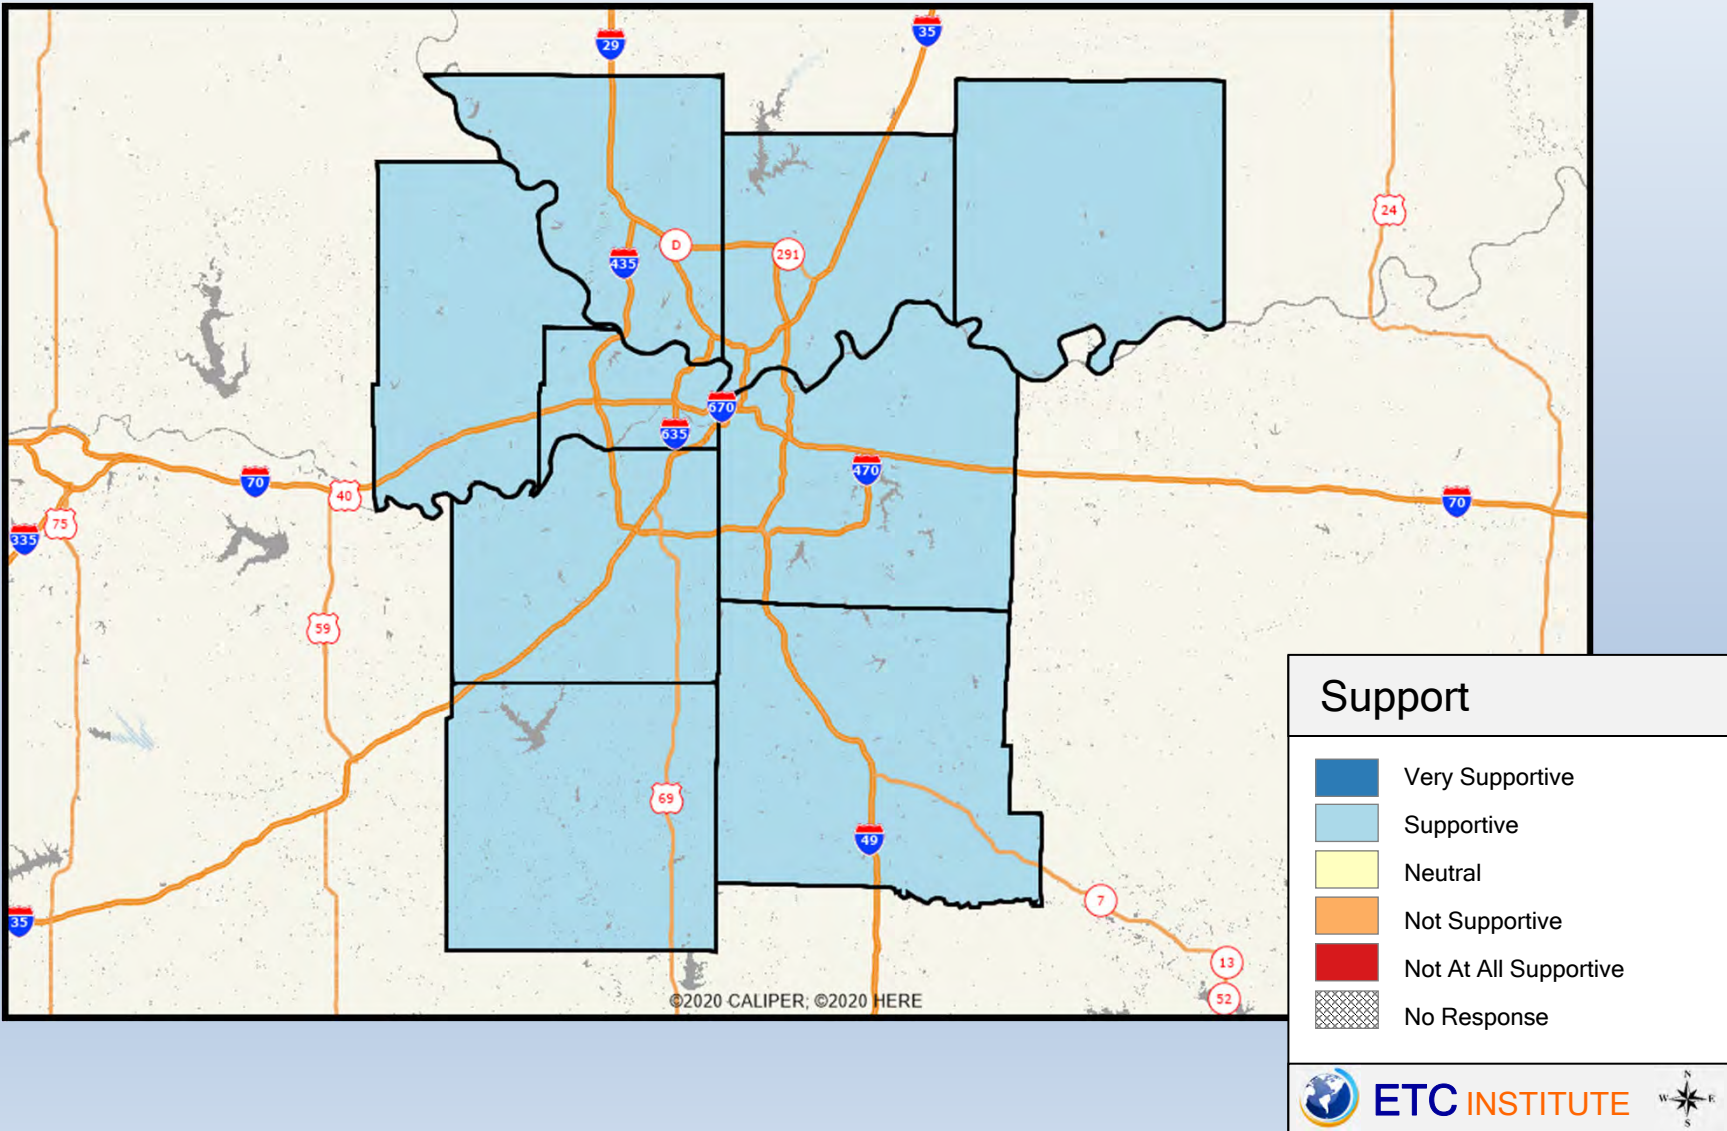 29
35
24
D
291
435
670
635
470
70
40
70
75
335
59
69
49
35
7
13
52
©2020 CALIPER; ©2020 HERE
Support
Very Supportive
Supportive
Neutral
Not Supportive
Not At All Supportive
No Response
ETC INSTITUTE
N
W E
S